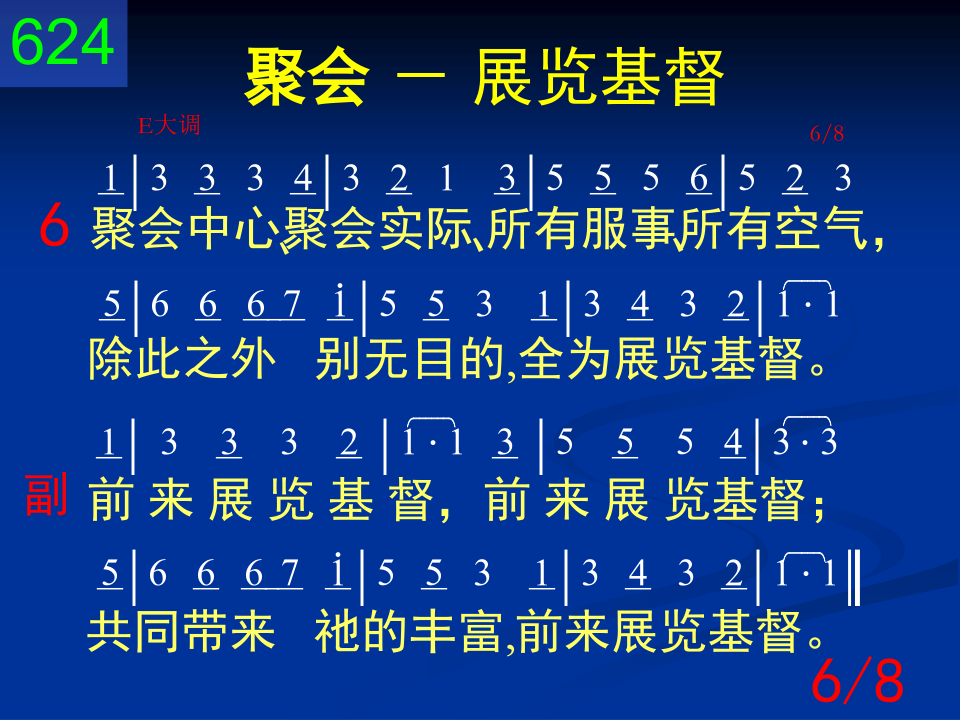 624
聚会 － 展览基督
E大调 6/8
1|3 3 3 4|3 2 1 3|5 5 5 6|5 2 3
6 聚会中心、聚会实际、所有服事、所有空气，
5|6 6 6 7 i|5 5 3 1|3 4 3 2|1·1
除此之外 别无目的,全为展览基督。
1|3 3 3 2|1·1 3|5 5 5 4|3·3
副 前来展览基督，前来展览基督；
5|6 6 6 7 i|5 5 3 1|3 4 3 2|1·1‖
共同带来 祂的丰富,前来展览基督。
6/8